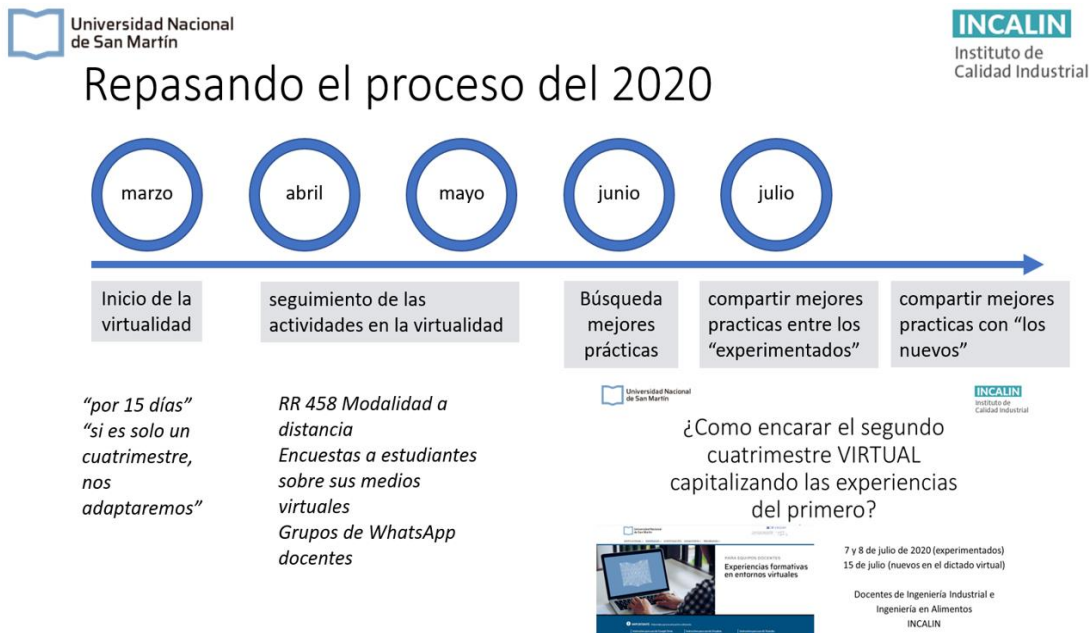 Universidad Nacional
de San Martín
INCALIN
Instituto de
Calidad Industrial
Repasando el proceso del 2020
marzo
abril
mayo
junio
julio
Inicio de la
virtualidad
seguimiento de las
actividades en la virtualidad
Búsqueda
mejores
prácticas
compartir mejores
practicas entre los
“experimentados”
compartir mejores
practicas con “los
nuevos”
“por 15 días”
“si es solo un
cuatrimestre,
nos
adaptaremos”
RR 458 Modalidad a
distancia
Encuestas a estudiantes
sobre sus medios
virtuales
Grupos de WhatsApp
docentes
Universidad Nacional
de San Martín
INCALIN
Instituto de
Calidad Industrial
¿Como encarar el segundo
cuatrimestre VIRTUAL
capitalizando las experiencias
del primero?
Experiencias formativas
en entornos virtuales
7 y 8 de julio de 2020 (experimentados)
15 de julio (nuevos en el dictado virtual)
Docentes de Ingeniería Industrial e
Ingeniería en Alimentos
INCALIN